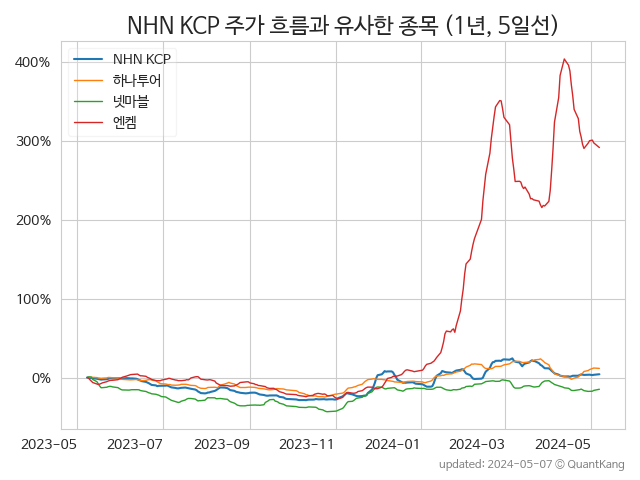 NHN KCP 주가 흐름과 유사한 종목 (1년, 5일선)
NHN KCP
하나투어
넷마블
엔켐
400%
300%
200%
100%
0%
2023-05 2023-07 2023-09 2023-11 2024-01 2024-03 2024-05
updated: 2024-05-07 © QuantKang